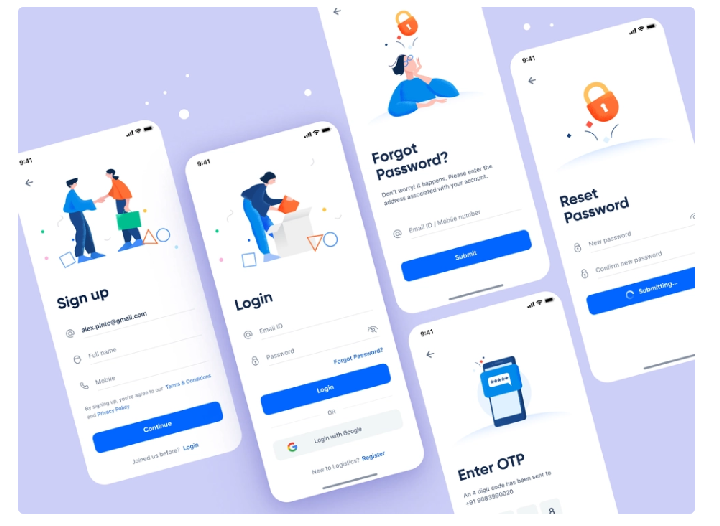 9:41
Sign up
alex.pinto@gmail.com
Full name
Mobile
By signing up, you're agree to our Terms & Conditions
and Privacy Policy
Continue
Joined us before? Login
9:41
Login
Email ID
Password
Forgot Password?
Login
OR
Login with Google
New to Logistics? Register
Forgot
Password?
Don't worry! It happens. Please enter the
address associated with your account.
Email ID / Mobile number
Submit
9:41
Enter OTP
An 4 digit code has been sent to
+91
8
9:41
Reset
Password
New password
Confirm new password
Submitting...